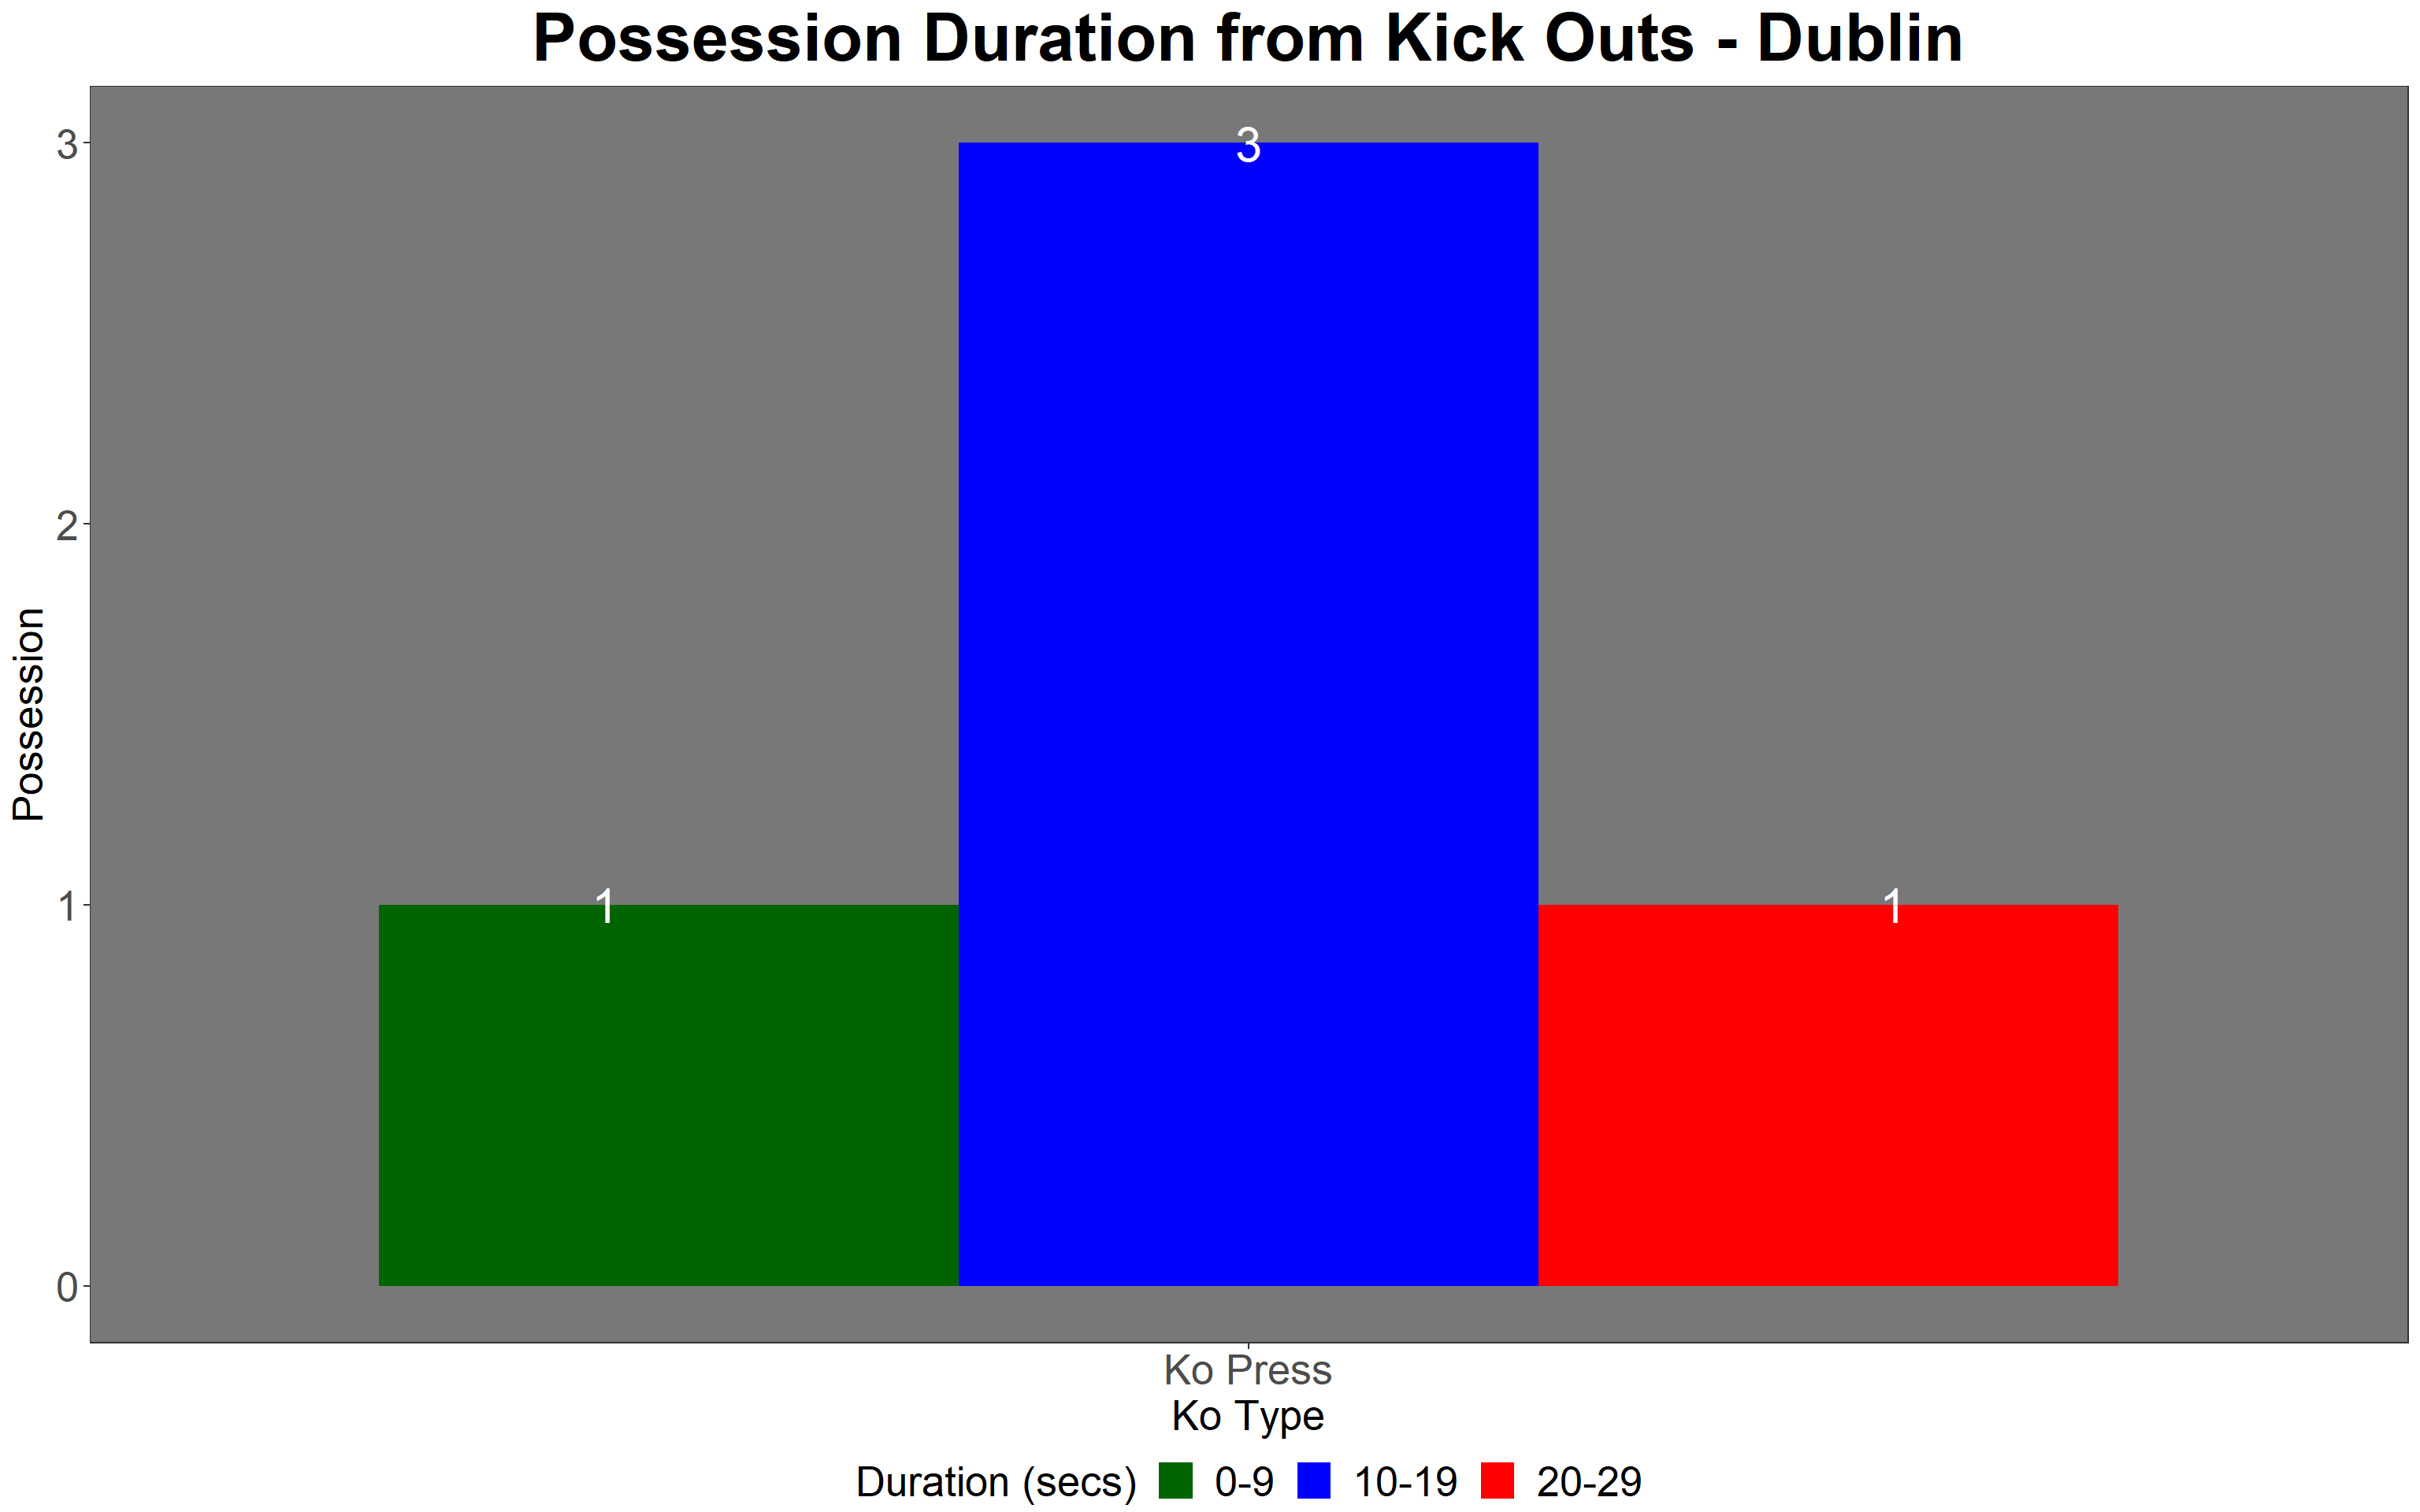 Possession Duration from Kick Outs - Dublin
3
3
2
Possession
1
1
1
0
Ko Press
Ko Type
Duration (secs) 0-9 10-19 20-29